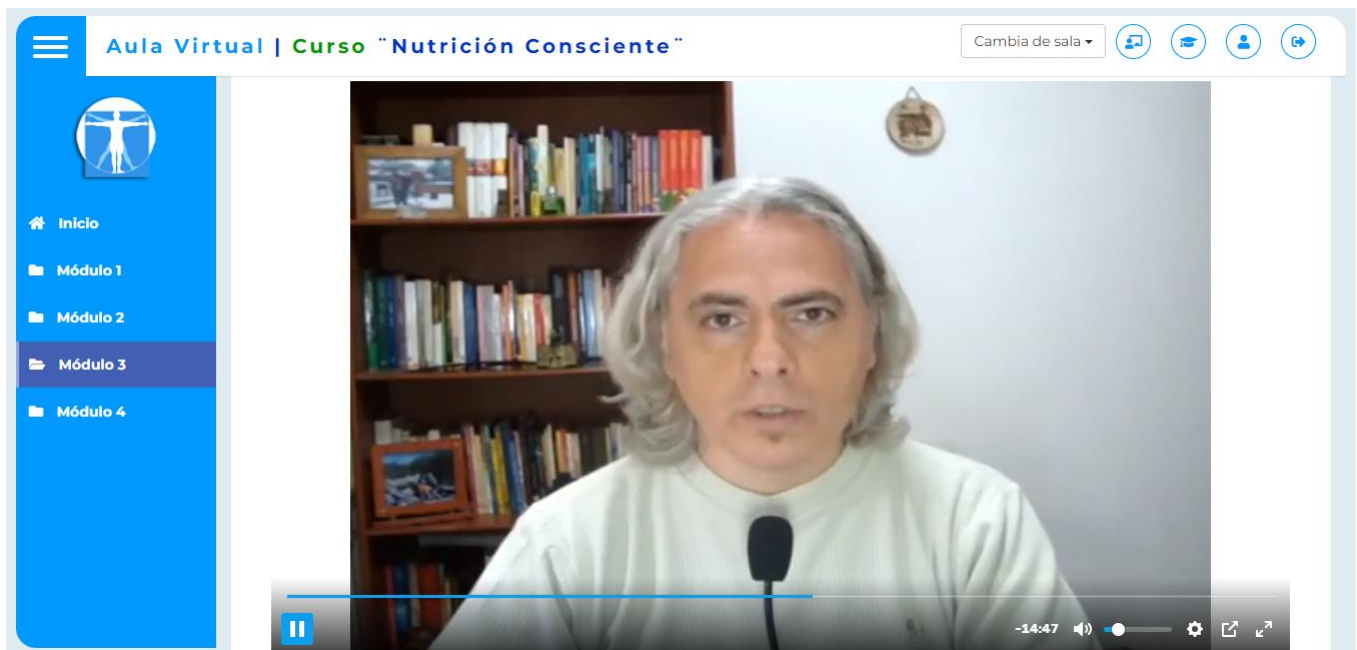 Aula Virtual | Curso ¨Nutrición Consciente¨
Cambia de sala
Inicio
Módulo 1
Módulo 2
Módulo 3
Módulo 4
-14:47